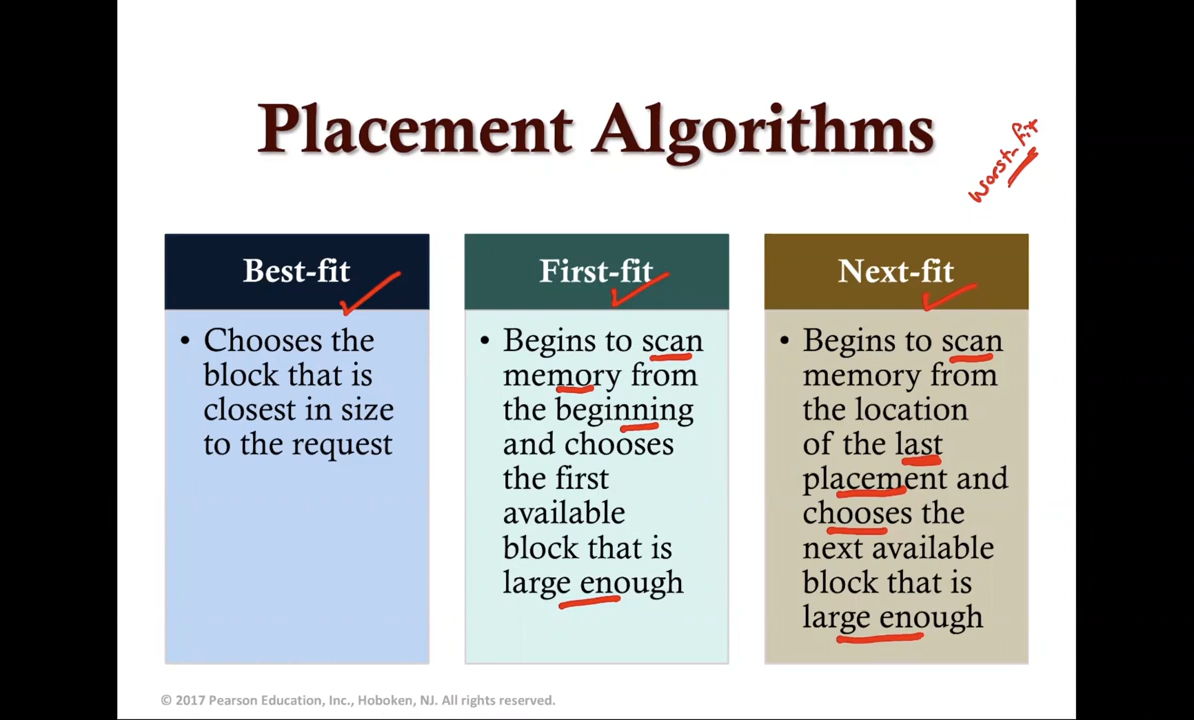 Placement Algorithms
worst-fit
Best-fit
• Chooses the
block that is
closest in size
to the request
First-fit
• Begins to scan
memory from
the beginning
and chooses
the first
available
block that is
large enough
Next-fit
• Begins to scan
memory from
the location
of the last
placement and
chooses the
next available
block that is
large enough
© 2017 Pearson Education, Inc., Hoboken, NJ. All rights reserved.